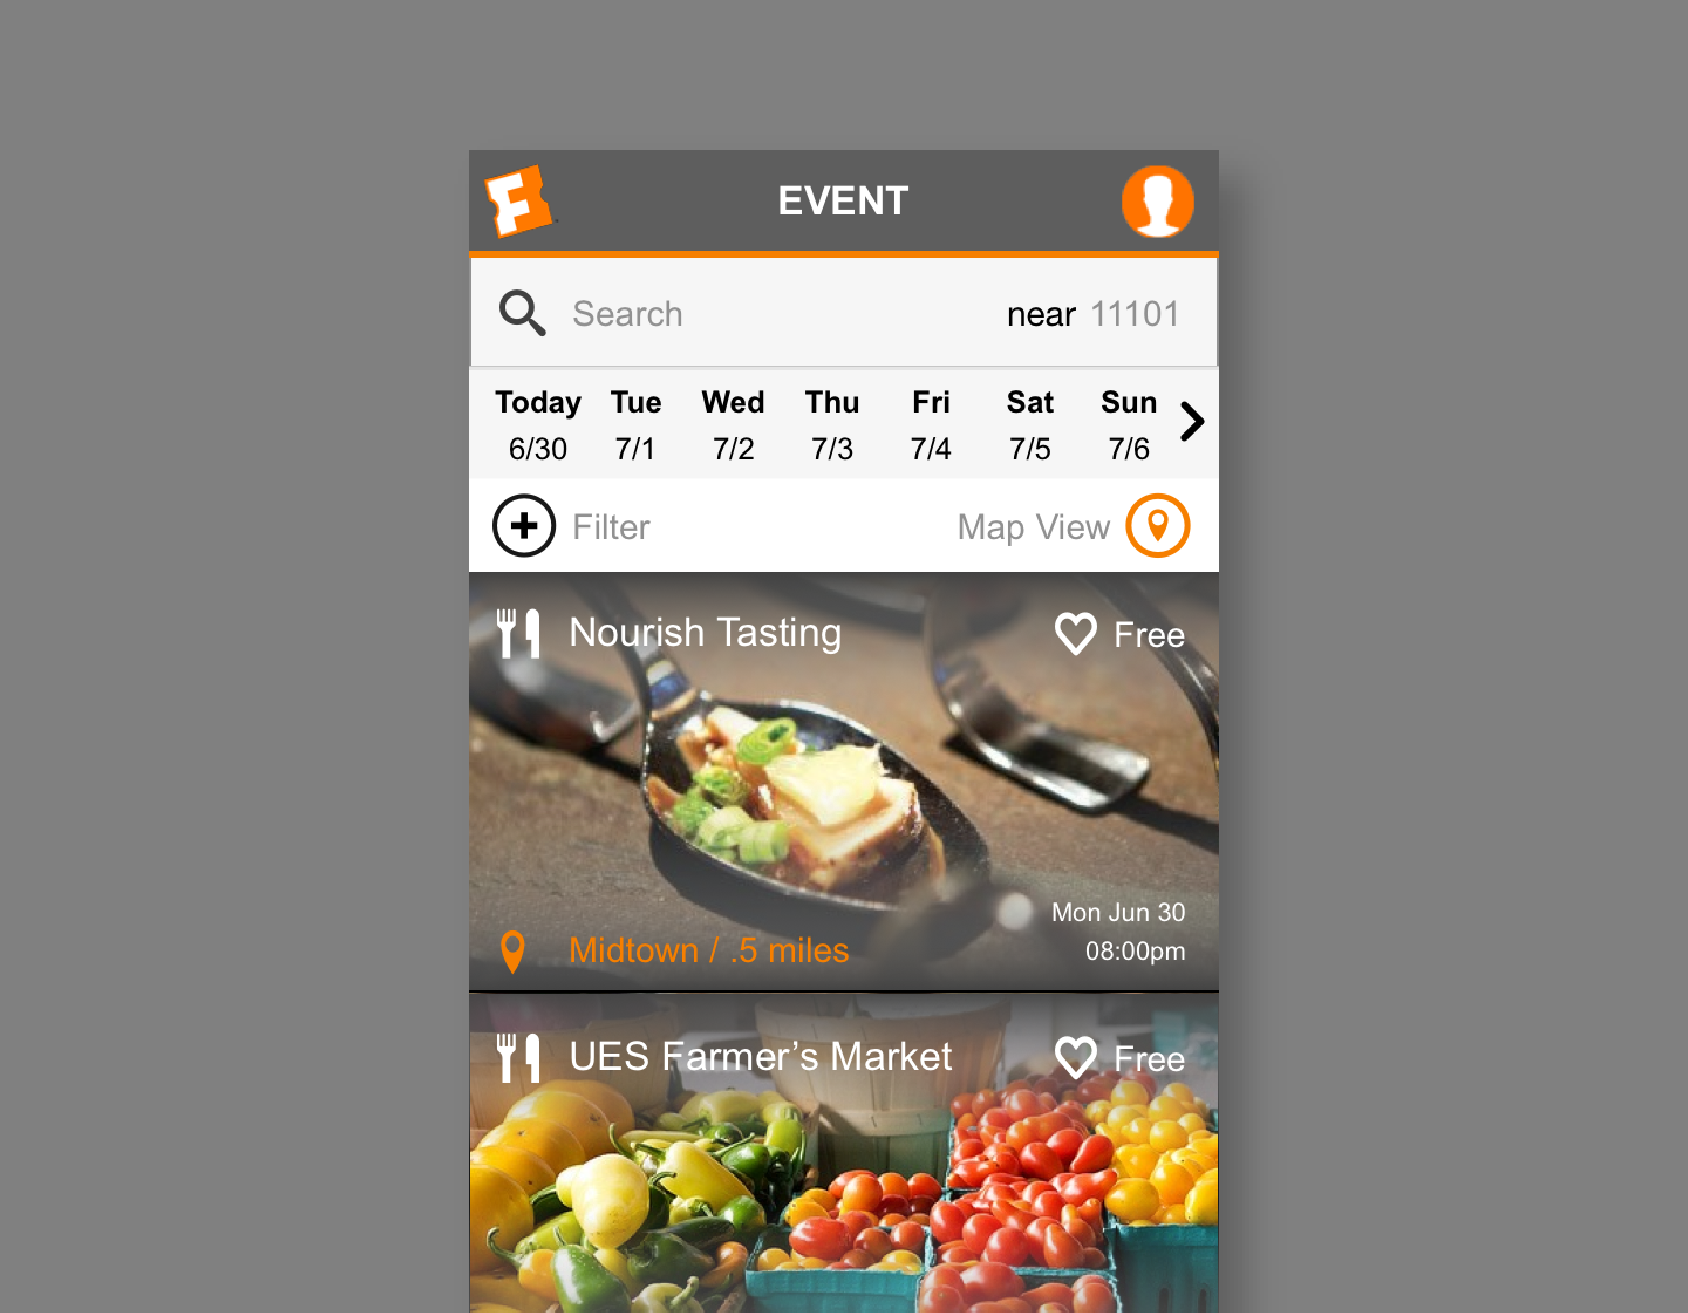 F
EVENT
Search near 11101
Today Tue Wed Thu Fri Sat Sun
6/30 7/1 7/2 7/3 7/4 7/5 7/6
Filter Map View
Nourish Tasting Free
Mon Jun 30
Midtown / .5 miles 08:00pm
UES Farmer’s Market Free